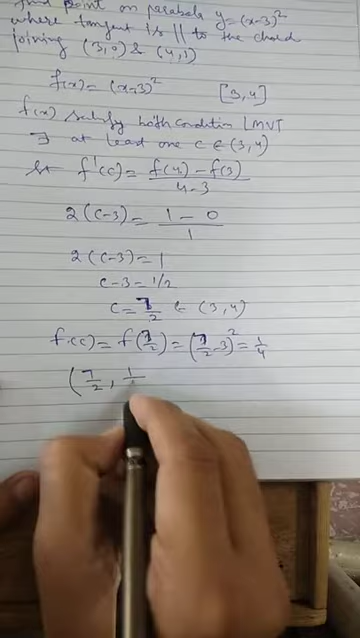 find point on parabola y=(x-3)²
where tangent is || to the chord
joining (3,0) & (4,1)
f(x) = (x-3)² [3,4]
f(x) satisfy both condition LMVT
∃ at least one c ∈ (3,4)
st f'(c) = f(4) - f(3) / 4-3
2(c-3) = 1 - 0 / 1
2(c-3) = 1
c-3 = 1/2
c = 7/2 ∈ (3,4)
f(c) = f(7/2) = (7/2 - 3)² = 1/4
(7/2, 1